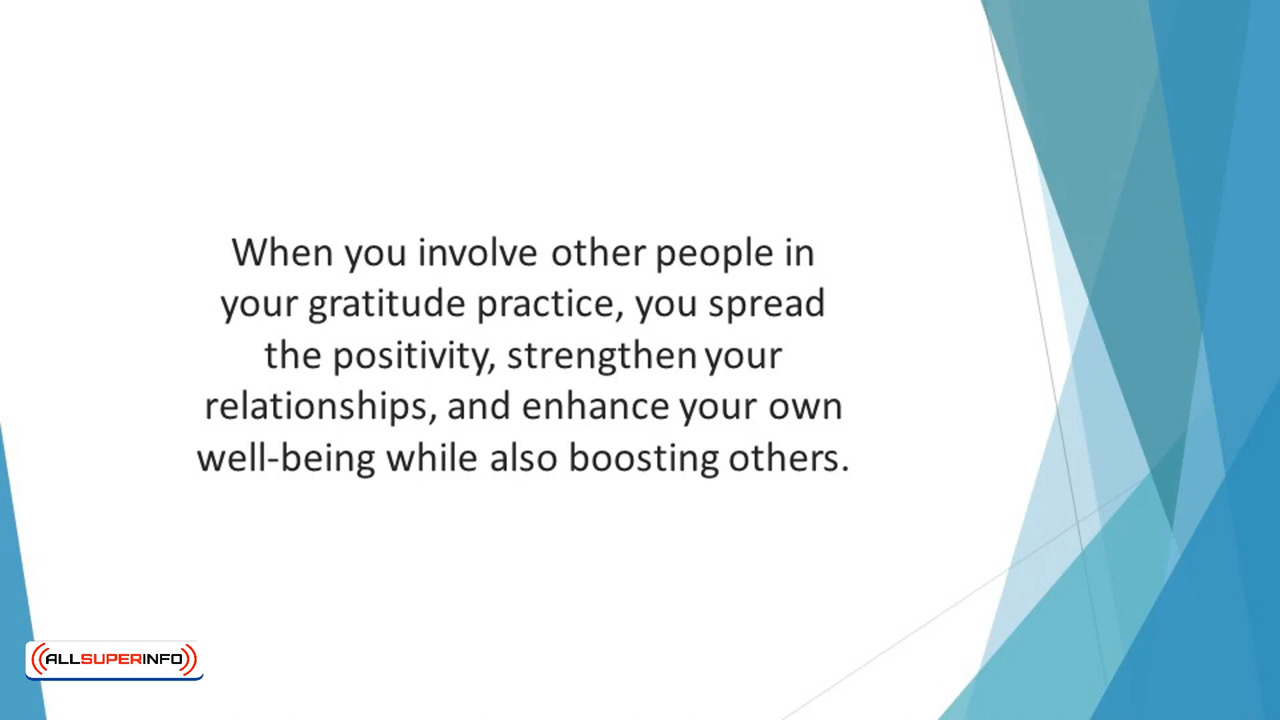 When you involve other people in
your gratitude practice, you spread
the positivity, strengthen your
relationships, and enhance your own
well-being while also boosting others.
ALLSUPERINFO